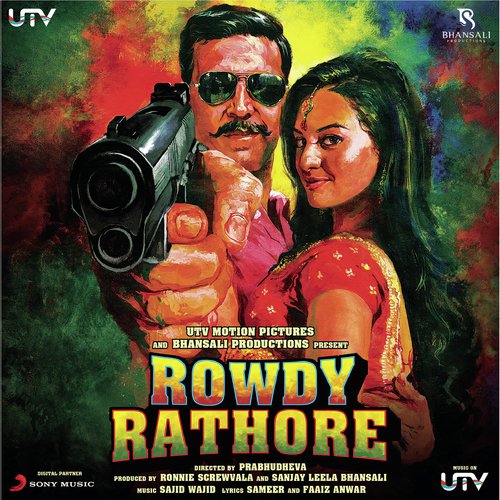 UTV
BHANSALI
PRODUCTIONS
UTV MOTION PICTURES
AND BHANSALI PRODUCTIONS PRESENT
ROWDY
RATHORE
DIRECTED BY PRABHUDHEVA
PRODUCED BY RONNIE SCREWVALA AND SANJAY LEELA BHANSALI
MUSIC SAJID WAJID LYRICS SAMEER AND FAAIZ ANWAR
DIGITAL PARTNER
SONY MUSIC
MUSIC ON
UTV